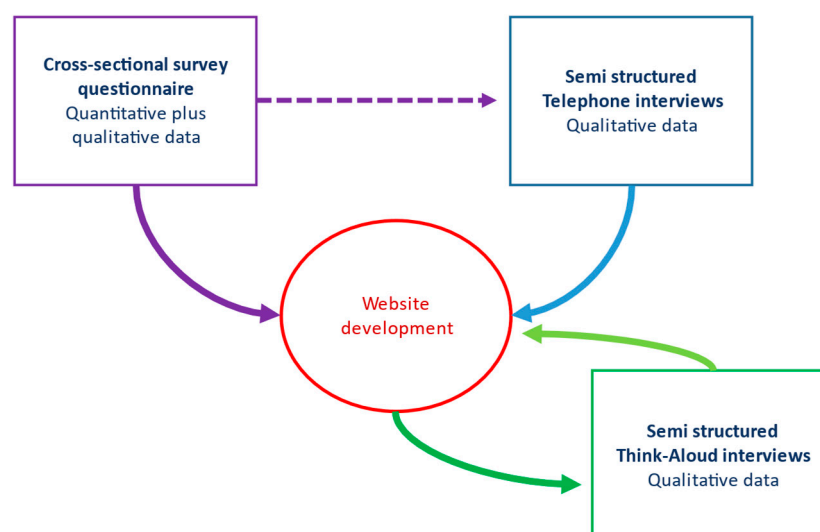 Cross-sectional survey
questionnaire
Quantitative plus
qualitative data
Semi structured
Telephone interviews
Qualitative data
Website
development
Semi structured
Think-Aloud interviews
Qualitative data